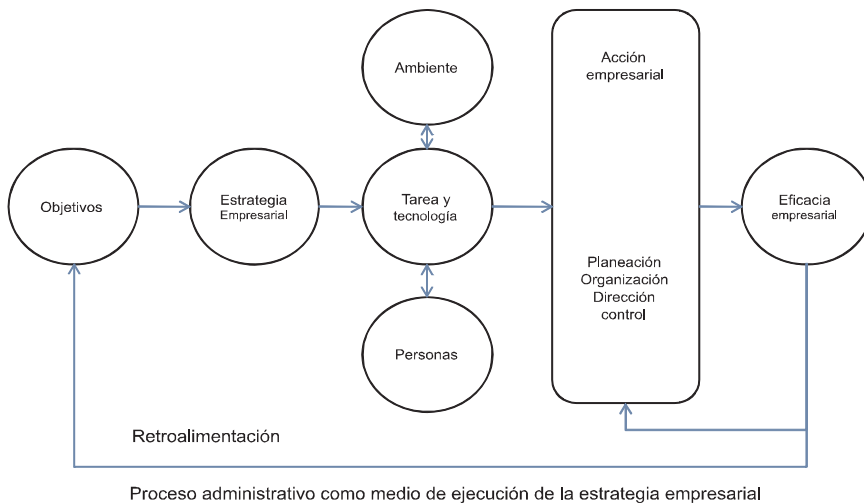 Ambiente
Acción
empresarial
Objetivos
Estrategia
Empresarial
Tarea y
tecnología
Eficacia
empresarial
Planeación
Organización
Dirección
control
Personas
Retroalimentación
Proceso administrativo como medio de ejecución de la estrategia empresarial